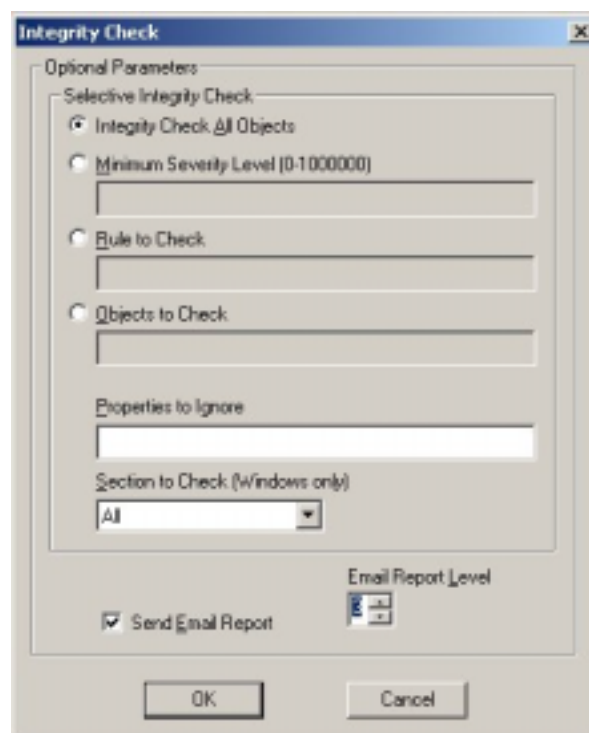 Integrity Check
Optional Parameters
Selective Integrity Check
Integrity Check All Objects
Minimum Severity Level (0-1000000)
Rule to Check
Objects to Check
Properties to Ignore
Section to Check (Windows only)
All
Email Report Level
Send Email Report
OK
Cancel